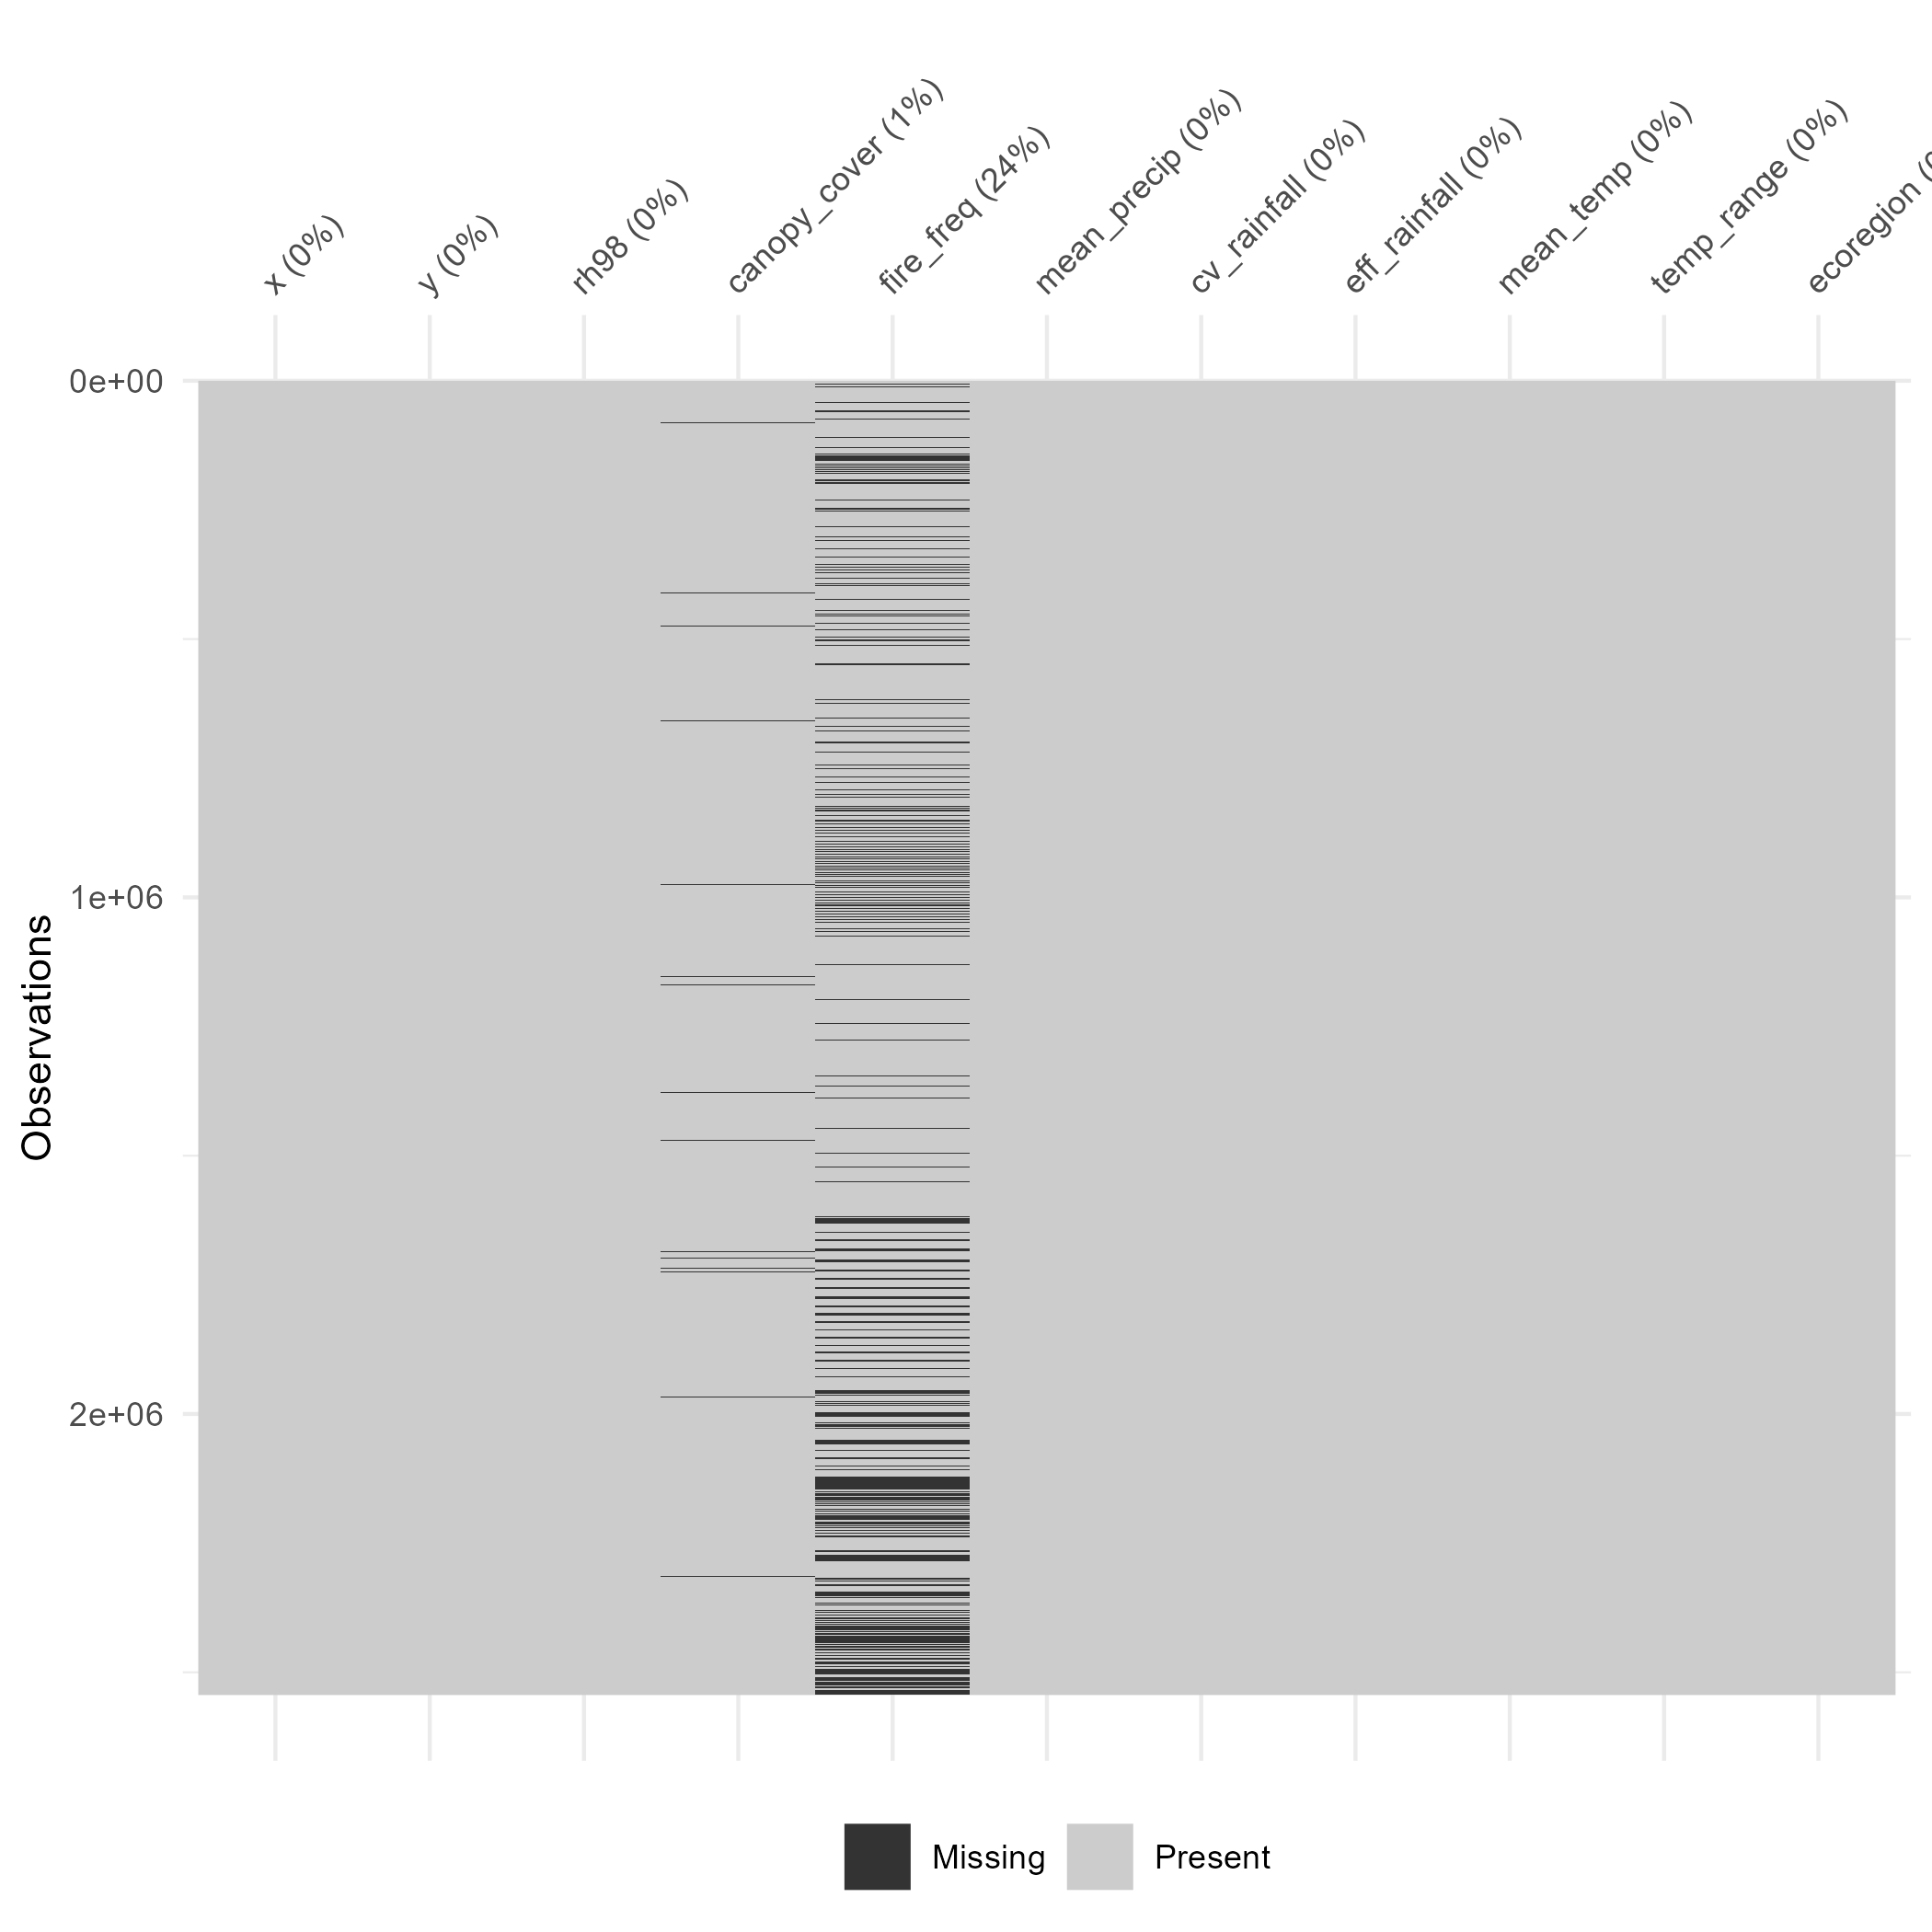 x (0%)
y (0%)
rh98 (0%)
canopy_cover (1%)
fire_freq (24%)
mean_precip (0%)
cv_rainfall (0%)
eff_rainfall (0%)
mean_temp (0%)
temp_range (0%)
ecoregion
0e+00
1e+06
2e+06
Observations
Missing
Present